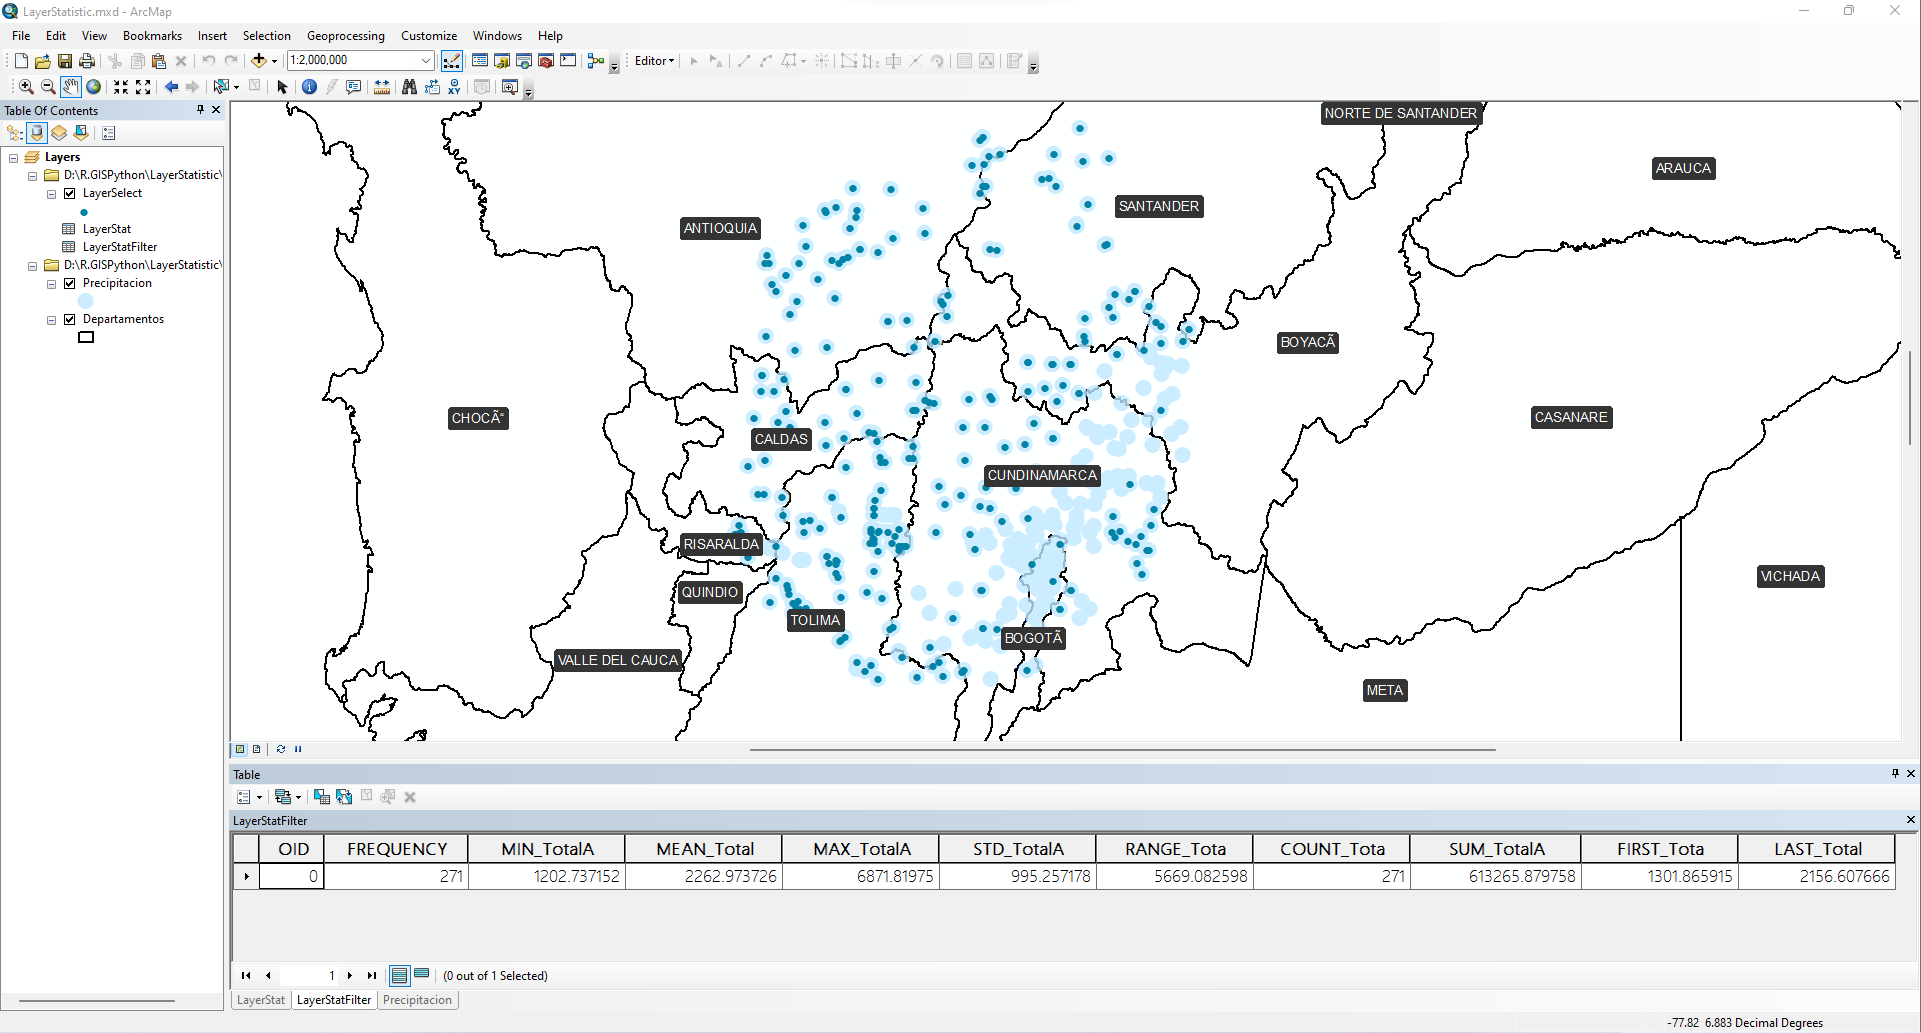 LayerStatistic.mxd - ArcMap
File Edit View Bookmarks Insert Selection Geoprocessing Customize Windows Help
1:2,000,000
Editor
Table Of Contents
Layers
D:\R.GISPython\LayerStatistic\
LayerSelect
LayerStat
LayerStatFilter
D:\R.GISPython\LayerStatistic\
Precipitacion
Departamentos
NORTE DE SANTANDER
ARAUCA
SANTANDER
ANTIOQUIA
BOYACÃ
CHOCÃ“
CASANARE
CALDAS
CUNDINAMARCA
RISARALDA
VICHADA
QUINDIO
TOLIMA
BOGOTÃ
VALLE DEL CAUCA
META
Table
LayerStatFilter
OID FREQUENCY MIN_TotalA MEAN_Total MAX_TotalA STD_TotalA RANGE_Tota COUNT_Tota SUM_TotalA FIRST_Tota LAST_Total
0 271 1202.737152 2262.973726 6871.81975 995.257178 5669.082598 271 613265.879758 1301.865915 2156.607666
1 (0 out of 1 Selected)
LayerStat LayerStatFilter Precipitacion
-77.82 6.883 Decimal Degrees